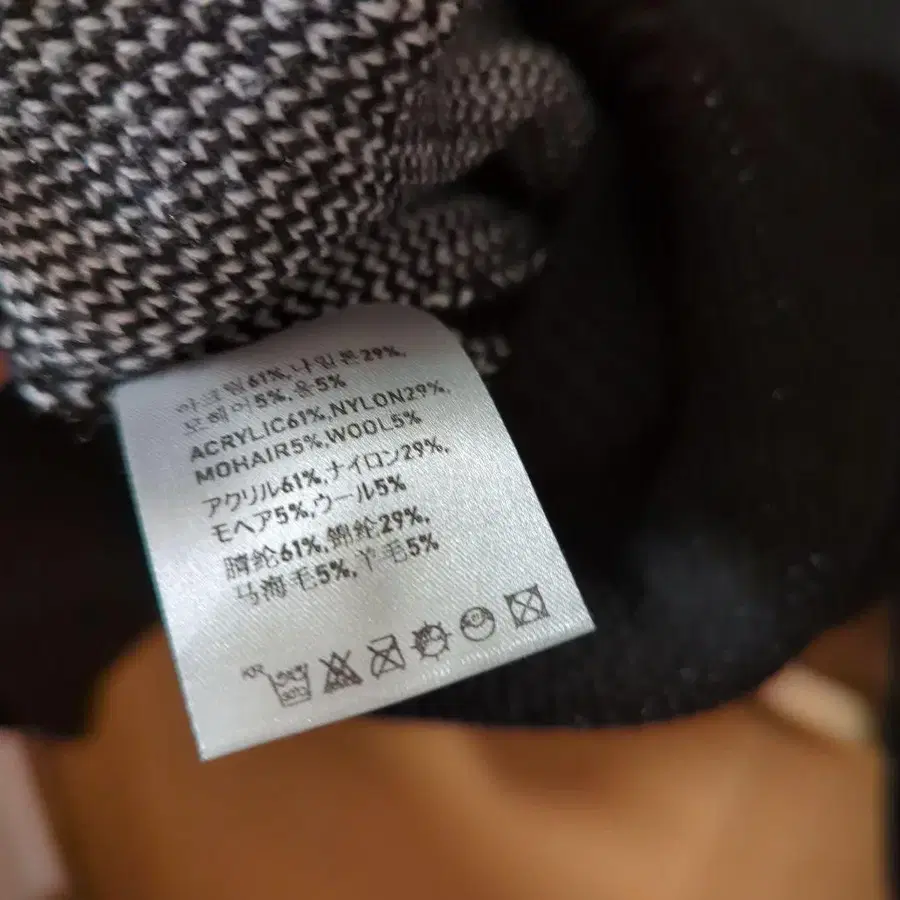 아크릴61%,나일론29%,
모헤어5%,울5%
ACRYLIC61%,NYLON29%,
MOHAIR5%,WOOL5%
アクリル61%,ナイロン29%,
モヘア5%,ウール5%
腈纶61%,锦纶29%,
马海毛5%,羊毛5%
KR